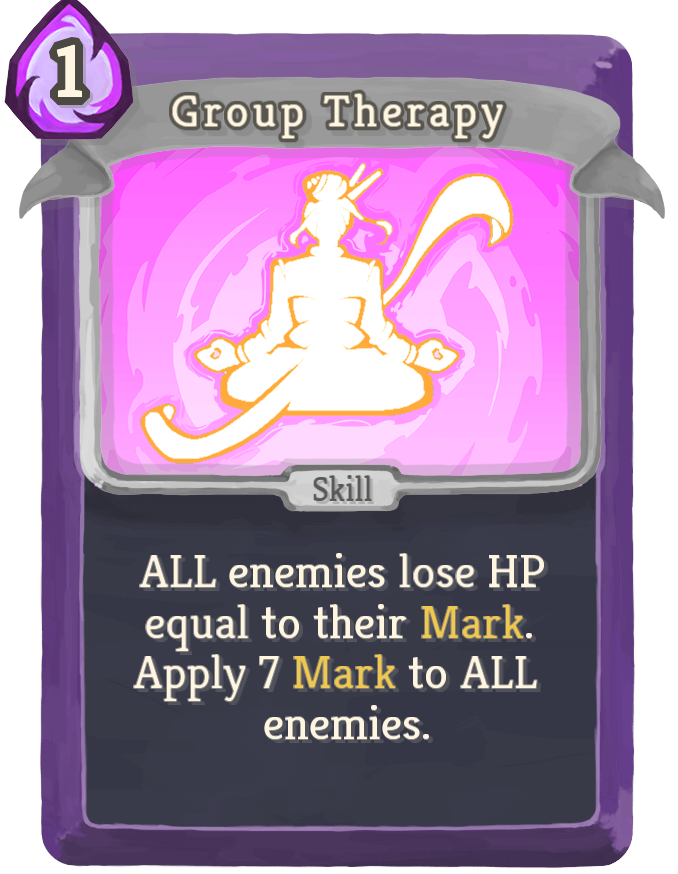 1
Group Therapy
Skill
ALL enemies lose HP
equal to their Mark.
Apply 7 Mark to ALL
enemies.